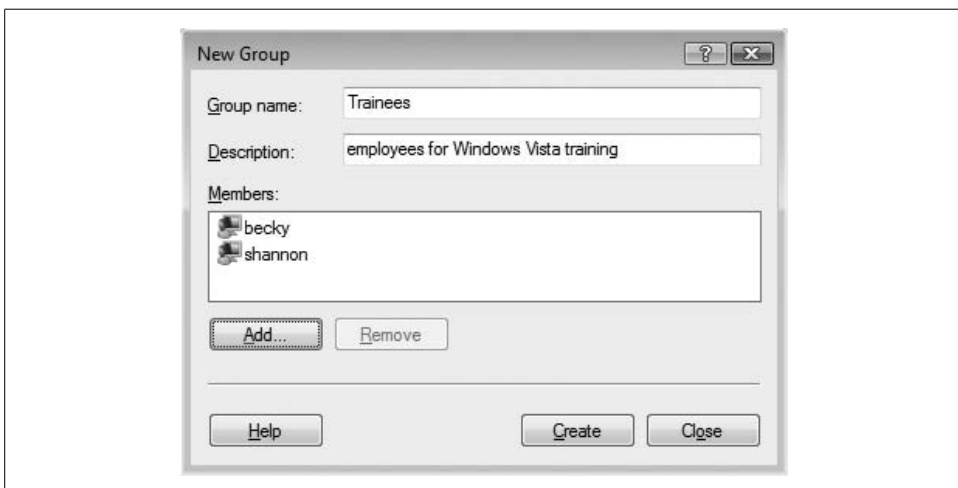 New Group
Group name: Trainees
Description: employees for Windows Vista training
Members:
becky
shannon
Add... Remove
Help Create Close